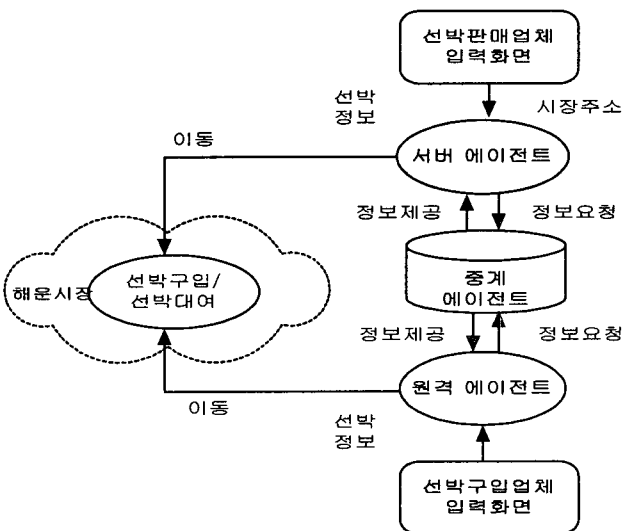 선박판매업체
입력화면
선박
정보
시장주소
이동
서버 에이전트
정보제공
정보요청
해운시장
선박구입/
선박대여
중계
에이전트
정보제공
정보요청
원격 에이전트
이동
선박
정보
선박구입업체
입력화면